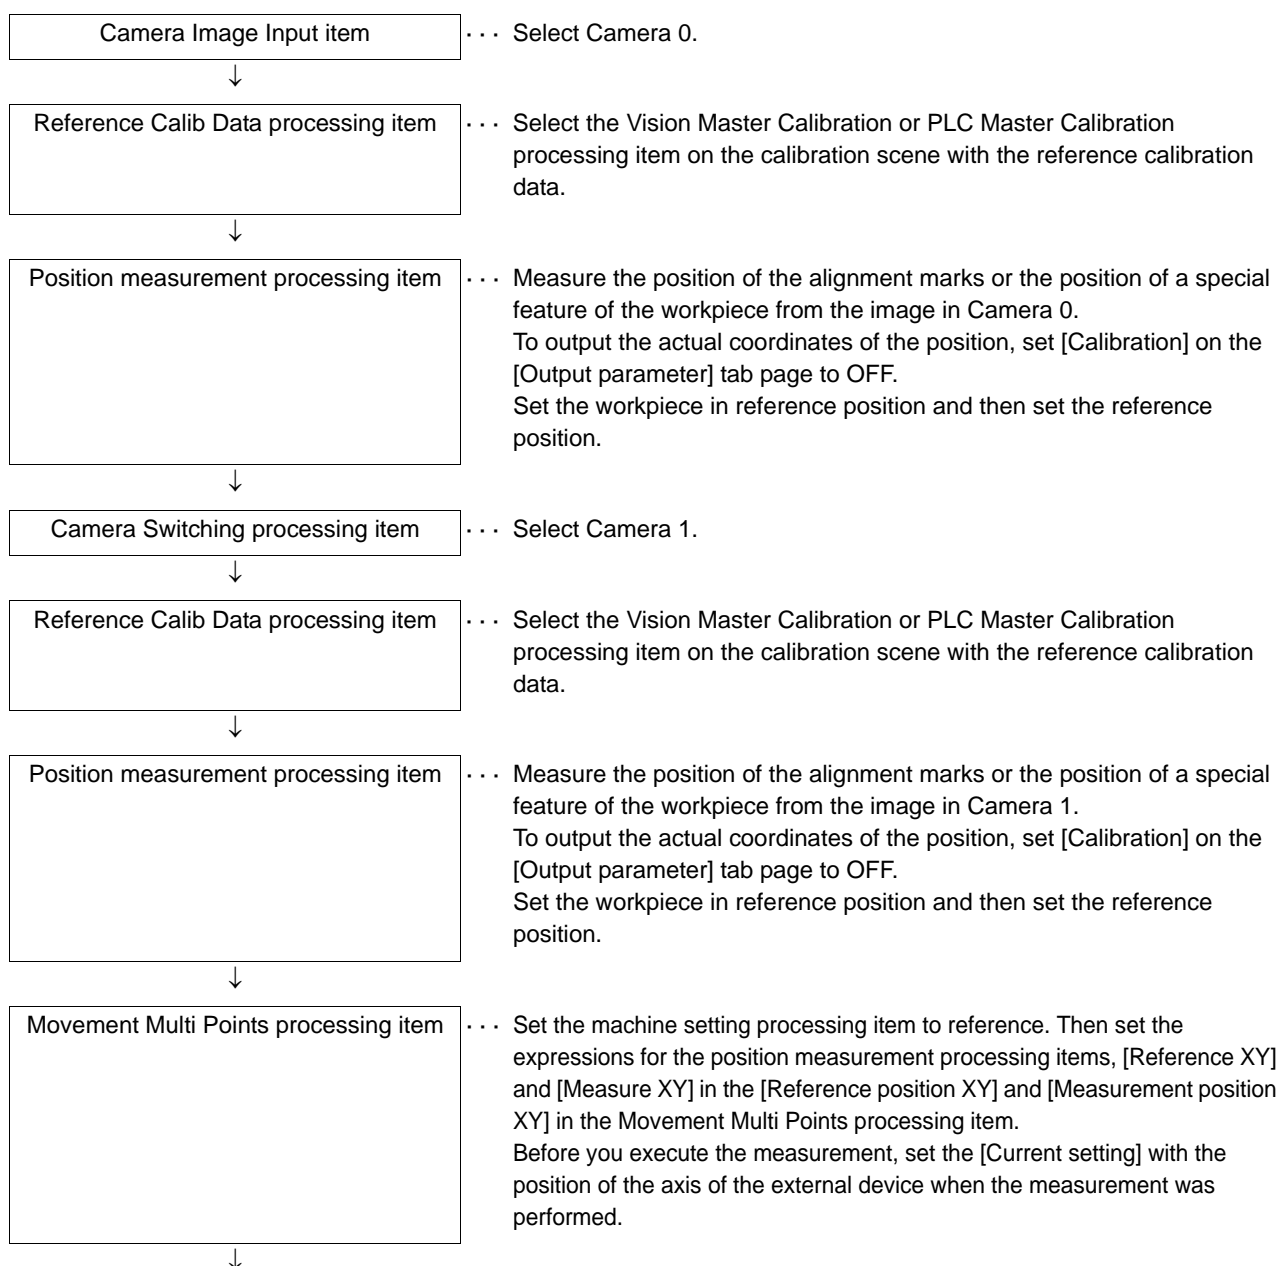 Camera Image Input item ··· Select Camera 0.
↓
Reference Calib Data processing item ··· Select the Vision Master Calibration or PLC Master Calibration
processing item on the calibration scene with the reference calibration
data.
↓
Position measurement processing item ··· Measure the position of the alignment marks or the position of a special
feature of the workpiece from the image in Camera 0.
To output the actual coordinates of the position, set [Calibration] on the
[Output parameter] tab page to OFF.
Set the workpiece in reference position and then set the reference
position.
↓
Camera Switching processing item ··· Select Camera 1.
↓
Reference Calib Data processing item ··· Select the Vision Master Calibration or PLC Master Calibration
processing item on the calibration scene with the reference calibration
data.
↓
Position measurement processing item ··· Measure the position of the alignment marks or the position of a special
feature of the workpiece from the image in Camera 1.
To output the actual coordinates of the position, set [Calibration] on the
[Output parameter] tab page to OFF.
Set the workpiece in reference position and then set the reference
position.
↓
Movement Multi Points processing item ··· Set the machine setting processing item to reference. Then set the
expressions for the position measurement processing items, [Reference XY]
and [Measure XY] in the [Reference position XY] and [Measurement position
XY] in the Movement Multi Points processing item.
Before you execute the measurement, set the [Current setting] with the
position of the axis of the external device when the measurement was
performed.
↓